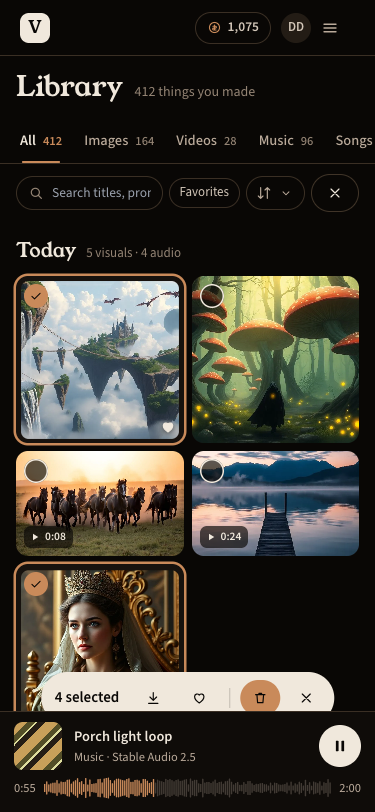 V
1,075
DD
Library 412 things you made
All 412 Images 164 Videos 28 Music 96 Songs
Search titles, pror Favorites
Today 5 visuals · 4 audio
0:08
0:24
4 selected
Porch light loop
Music · Stable Audio 2.5
0:55 2:00